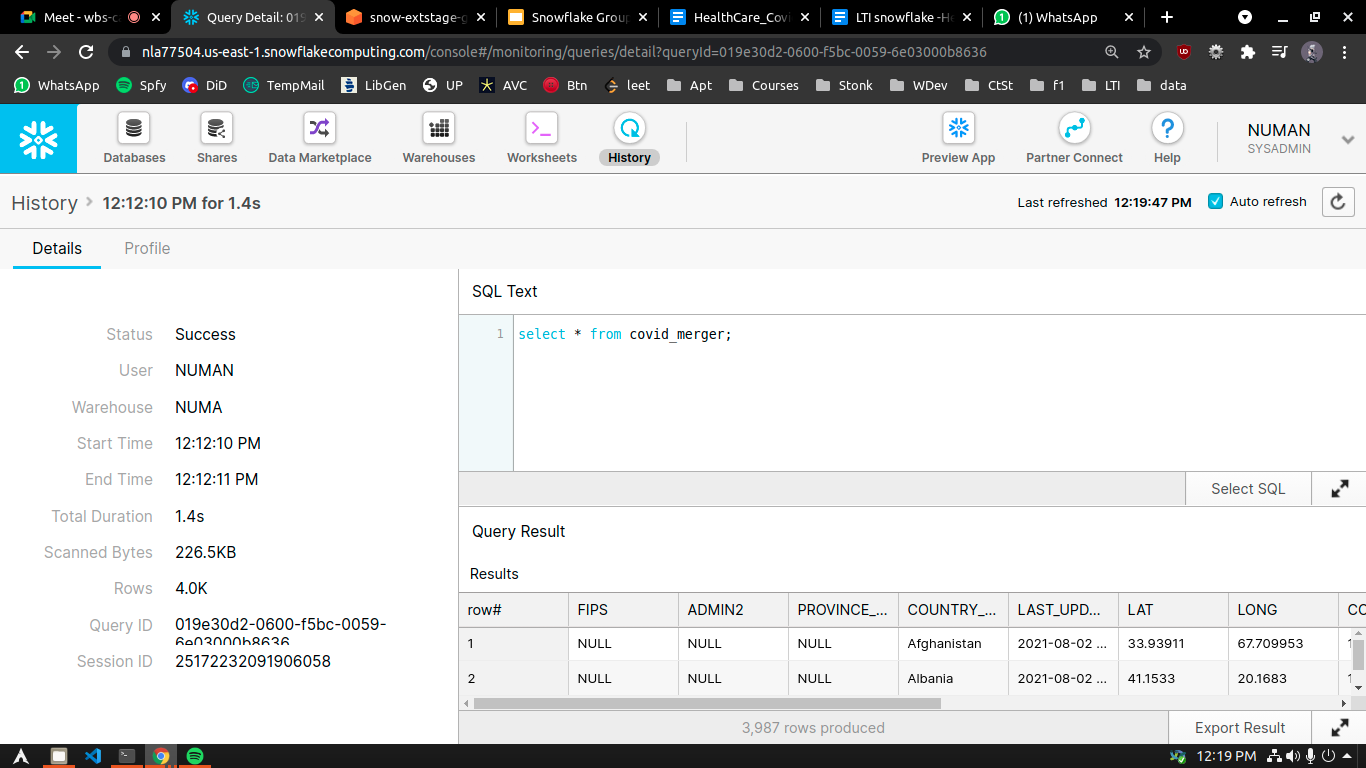 Meet - wbs-c
Query Detail: 019
snow-extstage-g
Snowflake Group
HealthCare_Covi
LTI snowflake -He
(1) WhatsApp
nla77504.us-east-1.snowflakecomputing.com/console#/monitoring/queries/detail?queryId=019e30d2-0600-f5bc-0059-6e03000b8636
WhatsApp Spfy DiD TempMail LibGen UP AVC Btn leet Apt Courses Stonk WDev CtSt f1 LTI data
Databases Shares Data Marketplace Warehouses Worksheets History Preview App Partner Connect Help
NUMAN
SYSADMIN
History 12:12:10 PM for 1.4s
Last refreshed 12:19:47 PM Auto refresh
Details Profile
Status Success
User NUMAN
Warehouse NUMA
Start Time 12:12:10 PM
End Time 12:12:11 PM
Total Duration 1.4s
Scanned Bytes 226.5KB
Rows 4.0K
Query ID 019e30d2-0600-f5bc-0059-
6e03000b8636
Session ID 25172232091906058
SQL Text
1 select * from covid_merger;
Select SQL
Query Result
Results
row# FIPS ADMIN2 PROVINCE_... COUNTRY_... LAST_UPD... LAT LONG CO
1 NULL NULL NULL Afghanistan 2021-08-02 ... 33.93911 67.709953
2 NULL NULL NULL Albania 2021-08-02 ... 41.1533 20.1683
3,987 rows produced
Export Result
12:19 PM